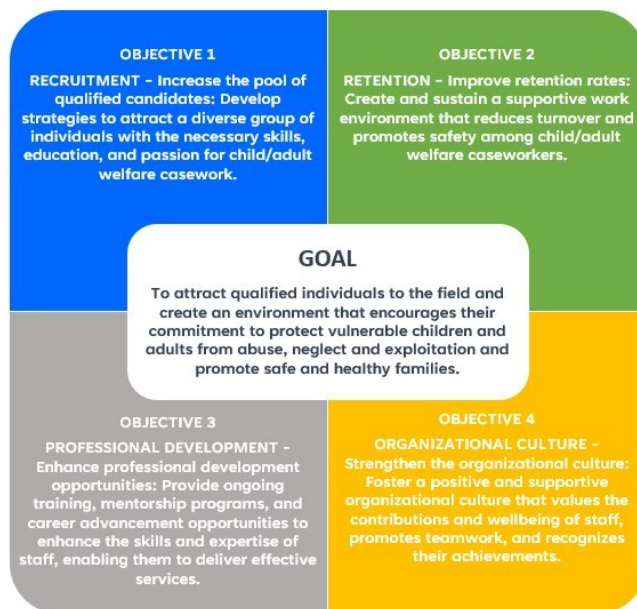 OBJECTIVE 1
RECRUITMENT – Increase the pool of
qualified candidates: Develop
strategies to attract a diverse group of
individuals with the necessary skills,
education, and passion for child/adult
welfare casework.
OBJECTIVE 2
RETENTION – Improve retention rates:
Create and sustain a supportive work
environment that reduces turnover and
promotes safety among child/adult
welfare caseworkers.
GOAL
To attract qualified individuals to the field and
create an environment that encourages their
commitment to protect vulnerable children and
adults from abuse, neglect and exploitation and
promote safe and healthy families.
OBJECTIVE 3
PROFESSIONAL DEVELOPMENT –
Enhance professional development
opportunities: Provide ongoing
training, mentorship programs, and
career advancement opportunities to
enhance the skills and expertise of
staff, enabling them to deliver effective
services.
OBJECTIVE 4
ORGANIZATIONAL CULTURE –
Strengthen the organizational culture:
Foster a positive and supportive
organizational culture that values the
contributions and wellbeing of staff,
promotes teamwork, and recognizes
their achievements.